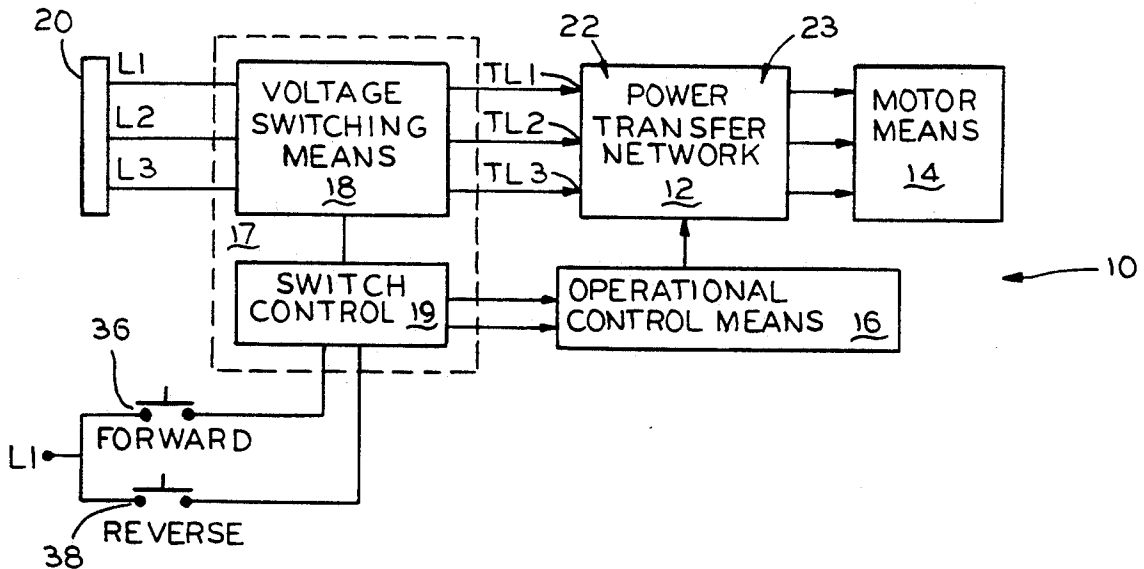 20
L1
L2
L3
VOLTAGE
SWITCHING
MEANS
18
TL1
TL2
TL3
22
23
POWER
TRANSFER
NETWORK
12
MOTOR
MEANS
14
17
SWITCH
CONTROL 19
OPERATIONAL
CONTROL MEANS 16
10
36
FORWARD
L1
REVERSE
38